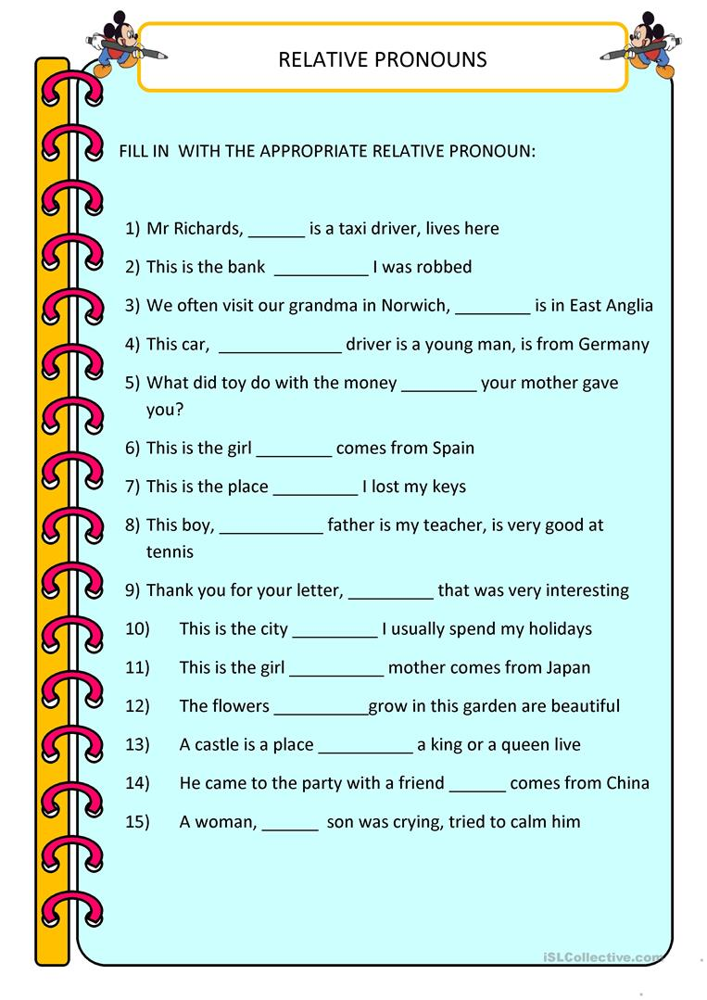 RELATIVE PRONOUNS
FILL IN WITH THE APPROPRIATE RELATIVE PRONOUN:
1) Mr Richards, ______ is a taxi driver, lives here
2) This is the bank __________ I was robbed
3) We often visit our grandma in Norwich, ________ is in East Anglia
4) This car, _____________ driver is a young man, is from Germany
5) What did toy do with the money ________ your mother gave
you?
6) This is the girl ________ comes from Spain
7) This is the place _________ I lost my keys
8) This boy, ___________ father is my teacher, is very good at
tennis
9) Thank you for your letter, _________ that was very interesting
10) This is the city _________ I usually spend my holidays
11) This is the girl __________ mother comes from Japan
12) The flowers __________grow in this garden are beautiful
13) A castle is a place __________ a king or a queen live
14) He came to the party with a friend ______ comes from China
15) A woman, ______ son was crying, tried to calm him
iSLCollective.com